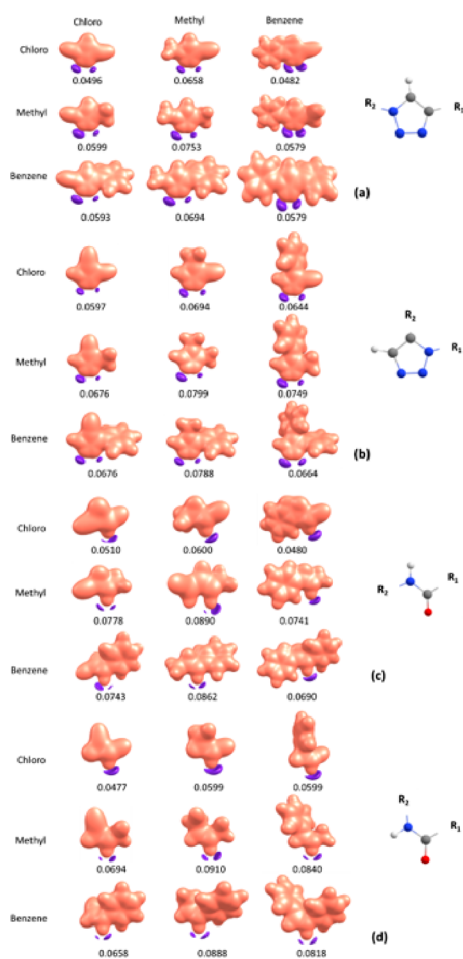 Chloro Methyl Benzene
Chloro
0.0496 0.0658 0.0482
R₂
Methyl
0.0599 0.0753 0.0579
Benzene
(a)
0.0593 0.0694 0.0579
Chloro
R₂
0.0597 0.0694 0.0644
R₁
Methyl
0.0676 0.0799 0.0749
Benzene
(b)
0.0676 0.0788 0.0664
Chloro
0.0510 0.0600 0.0480
R₁
Methyl
R₂
0.0778 0.0890 0.0741
Benzene
(c)
0.0743 0.0862 0.0690
Chloro
0.0477 0.0599 0.0599
R₂
R₁
Methyl
0.0694 0.0910 0.0840
Benzene
(d)
0.0658 0.0888 0.0818